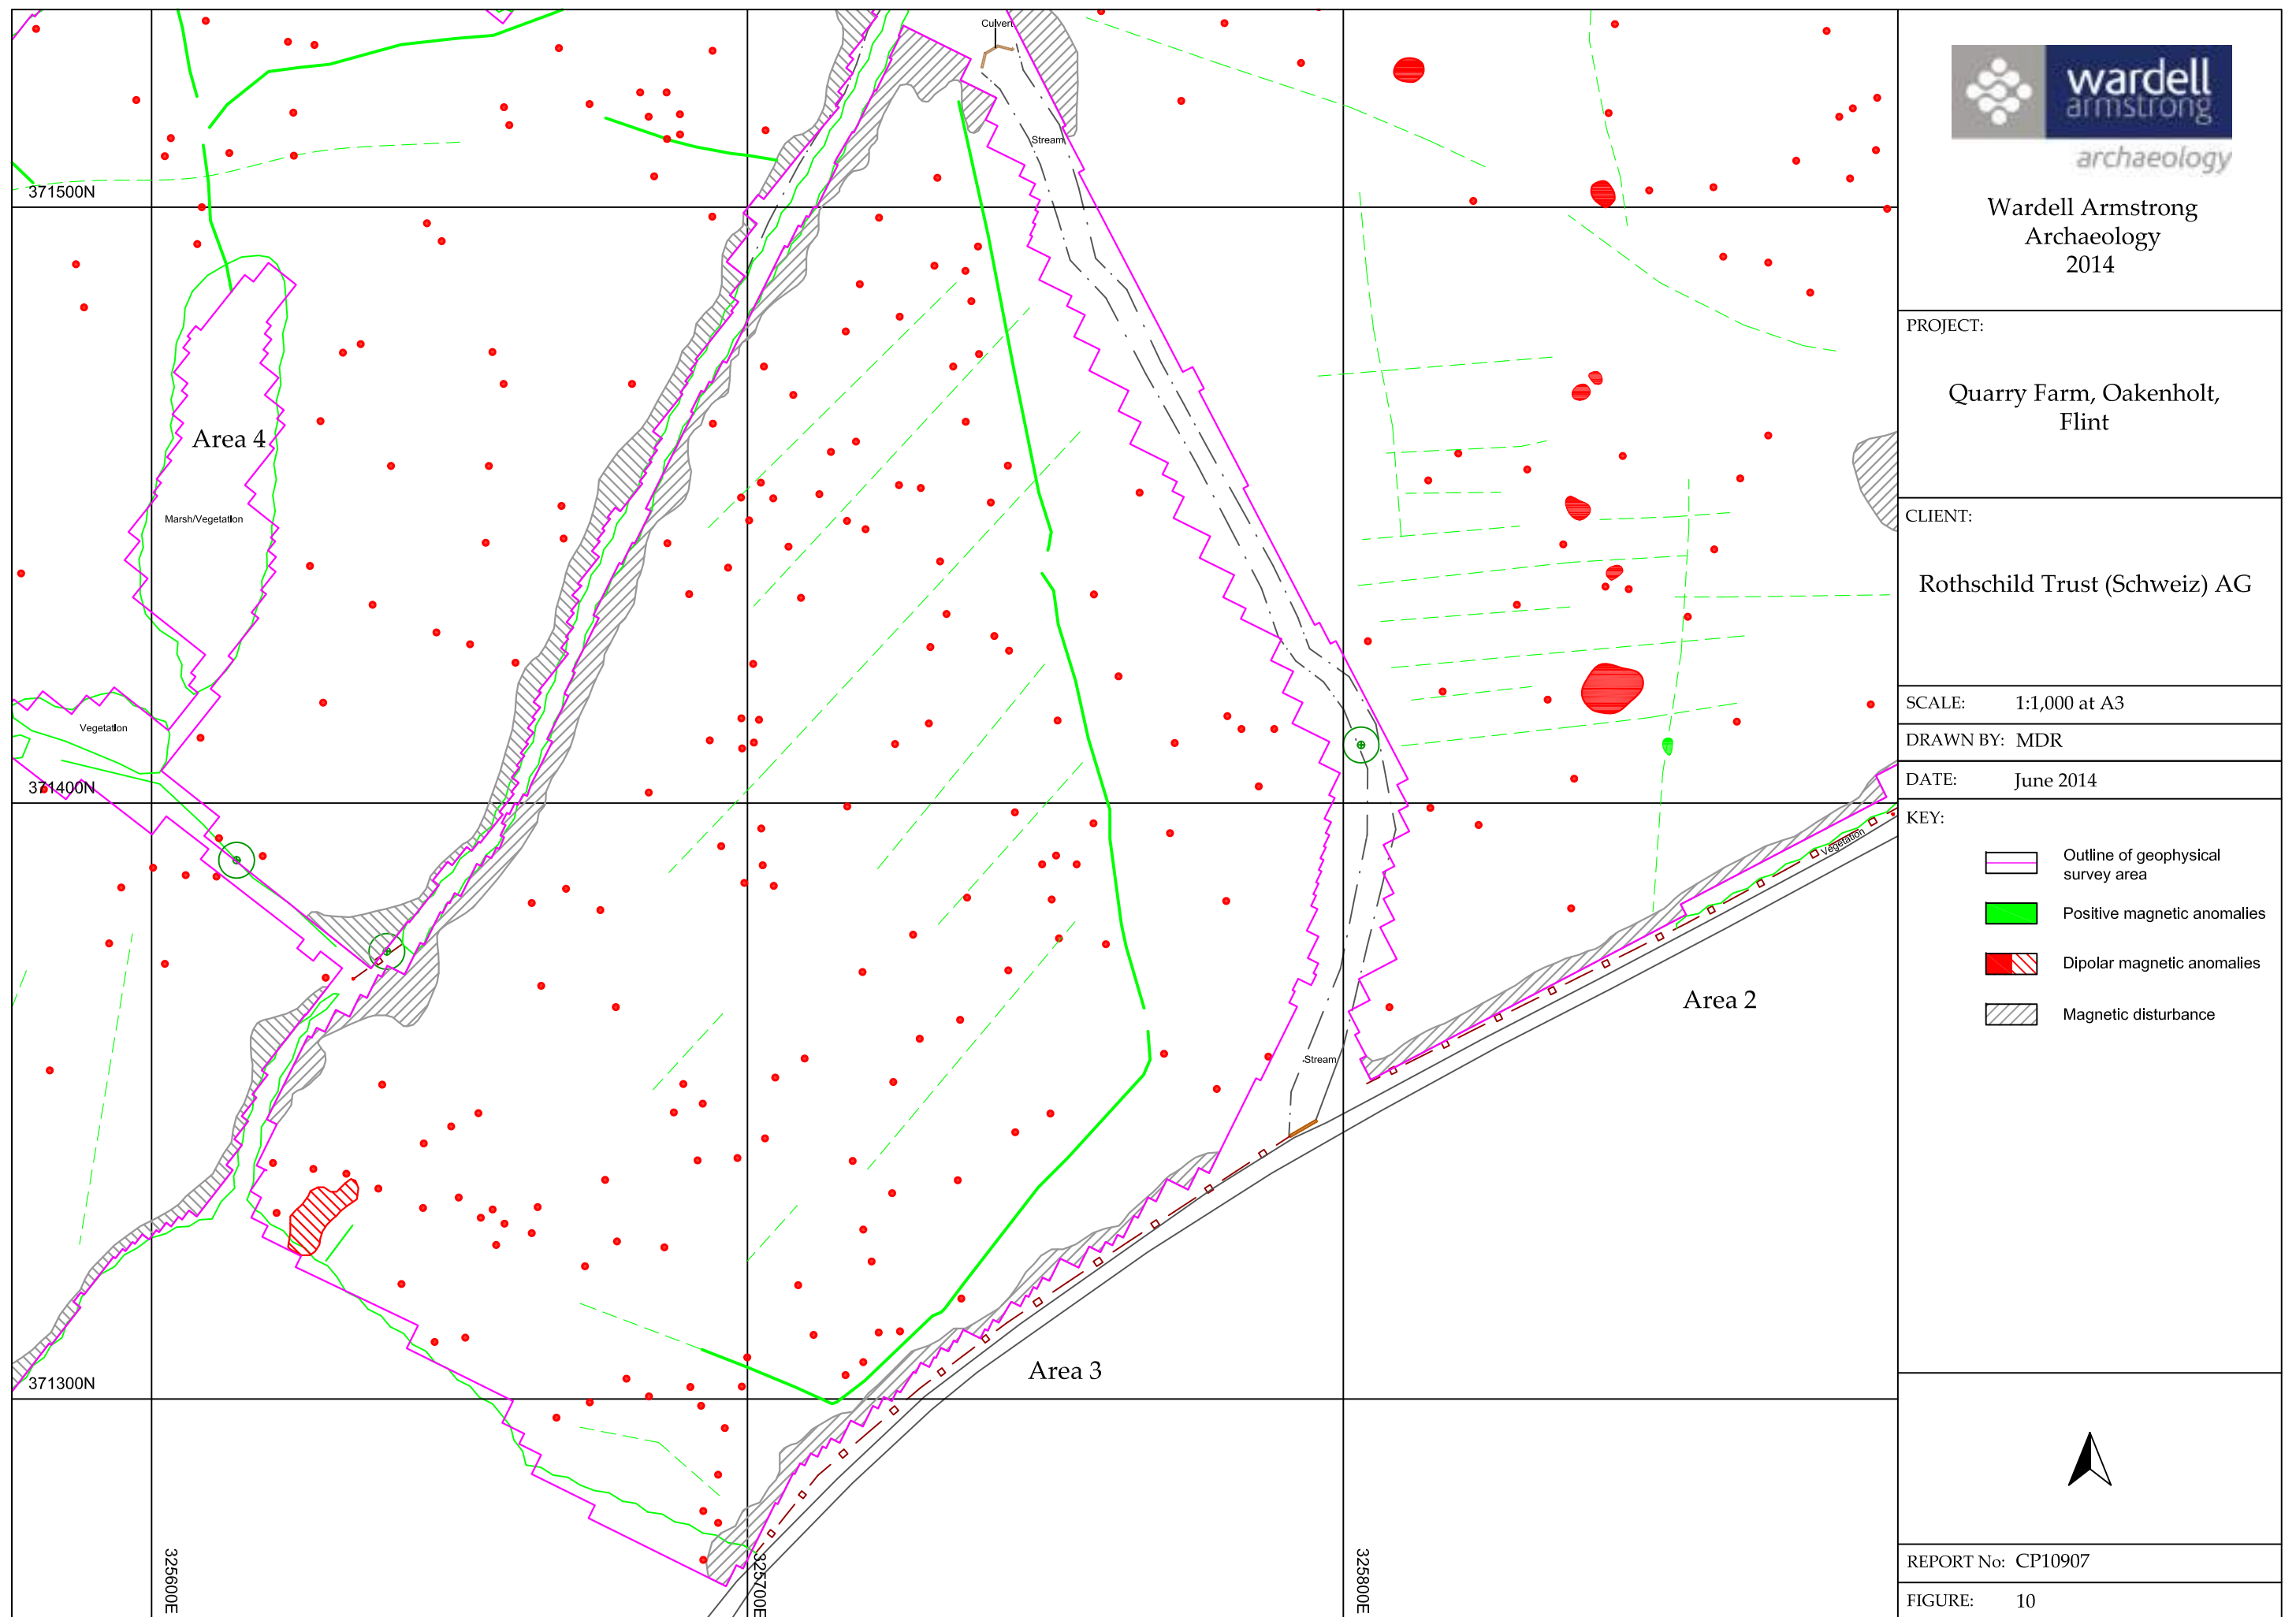 Culvert
Stream
371500N
Area 4
Marsh/Vegetation
Vegetation
371400N
Vegetation
Area 2
Stream
Area 3
371300N
325600E
325700E
325800E
wardell
armstrong
archaeology
Wardell Armstrong
Archaeology
2014
PROJECT:
Quarry Farm, Oakenholt,
Flint
CLIENT:
Rothschild Trust (Schweiz) AG
SCALE: 1:1,000 at A3
DRAWN BY: MDR
DATE: June 2014
KEY:
Outline of geophysical
survey area
Positive magnetic anomalies
Dipolar magnetic anomalies
Magnetic disturbance
REPORT No: CP10907
FIGURE: 10